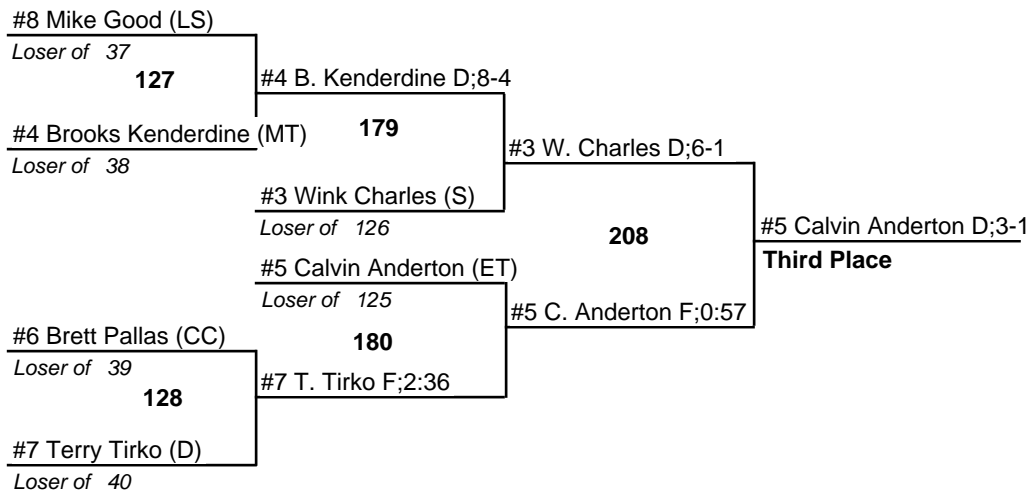 #8 Mike Good (LS)
Loser of 37
127
#4 B. Kenderdine D;8-4
#4 Brooks Kenderdine (MT)
Loser of 38
179
#3 W. Charles D;6-1
#3 Wink Charles (S)
Loser of 126
208
#5 Calvin Anderton D;3-1
Third Place
#5 Calvin Anderton (ET)
Loser of 125
#5 C. Anderton F;0:57
#6 Brett Pallas (CC)
Loser of 39
180
128
#7 T. Tirko F;2:36
#7 Terry Tirko (D)
Loser of 40